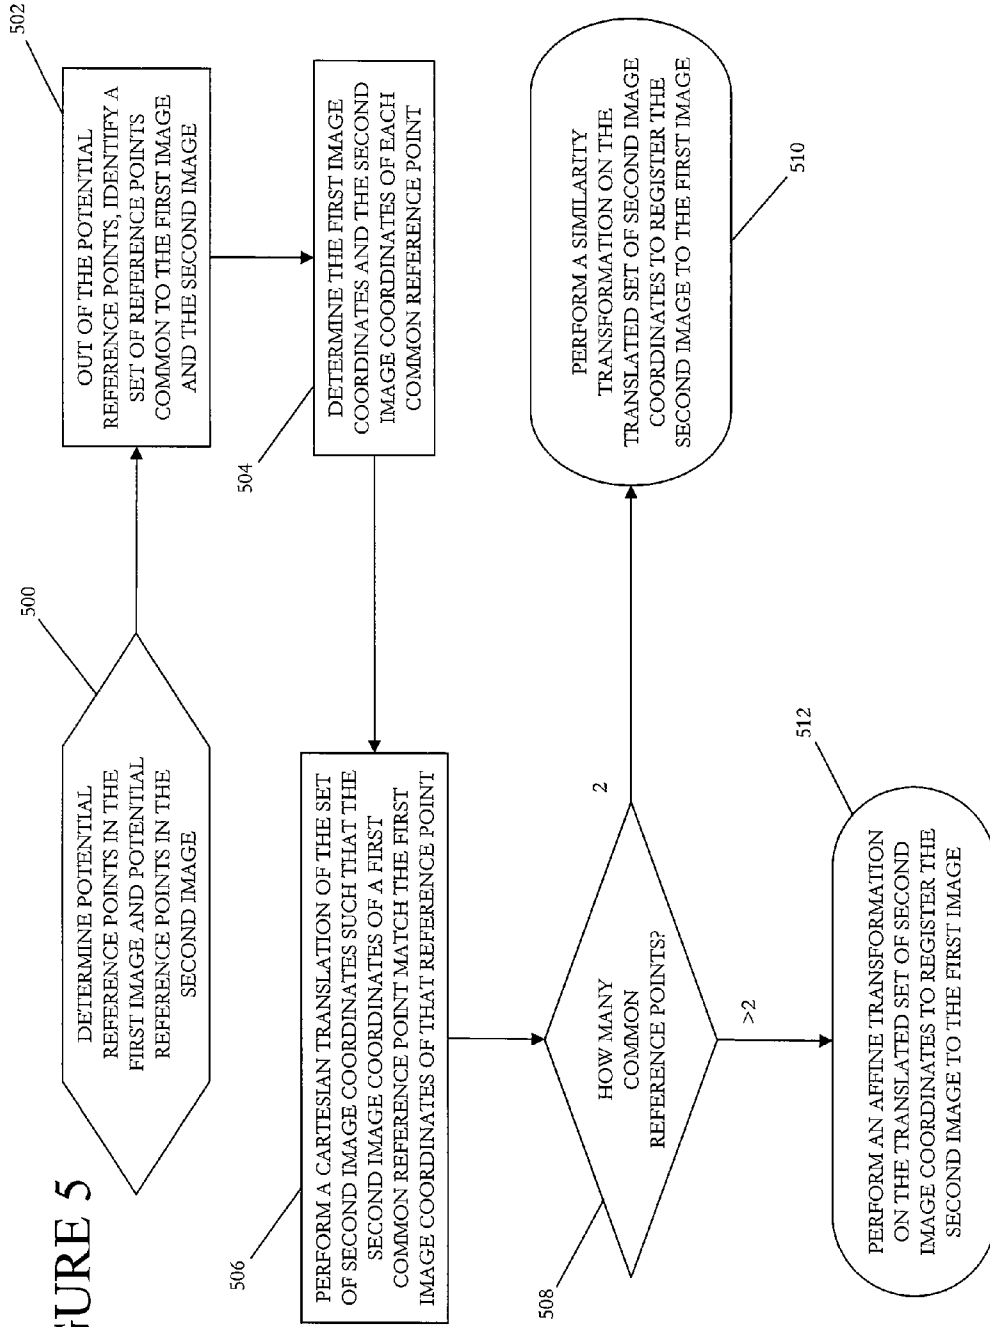 GURE 5
500
DETERMINE POTENTIAL
REFERENCE POINTS IN THE
FIRST IMAGE AND POTENTIAL
REFERENCE POINTS IN THE
SECOND IMAGE
502
OUT OF THE POTENTIAL
REFERENCE POINTS, IDENTIFY A
SET OF REFERENCE POINTS
COMMON TO THE FIRST IMAGE
AND THE SECOND IMAGE
504
DETERMINE THE FIRST IMAGE
COORDINATES AND THE SECOND
IMAGE COORDINATES OF EACH
COMMON REFERENCE POINT
506
PERFORM A CARTESIAN TRANSLATION OF THE SET
OF SECOND IMAGE COORDINATES SUCH THAT THE
SECOND IMAGE COORDINATES OF A FIRST
COMMON REFERENCE POINT MATCH THE FIRST
IMAGE COORDINATES OF THAT REFERENCE POINT
508
HOW MANY
COMMON
REFERENCE POINTS?
2
>2
PERFORM A SIMILARITY
TRANSFORMATION ON THE
TRANSLATED SET OF SECOND IMAGE
COORDINATES TO REGISTER THE
SECOND IMAGE TO THE FIRST IMAGE
510
512
PERFORM AN AFFINE TRANSFORMATION
ON THE TRANSLATED SET OF SECOND
IMAGE COORDINATES TO REGISTER THE
SECOND IMAGE TO THE FIRST IMAGE